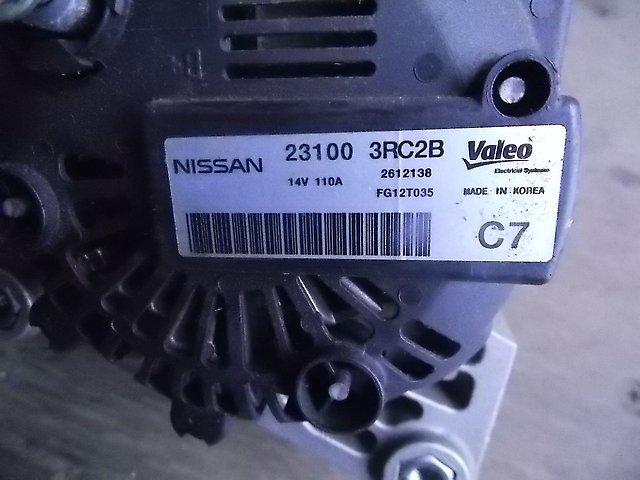 B+
NISSAN 23100 3RC2B Valeo
Electrical Systems
14V 110A 2612138
FG12T035 MADE IN KOREA
C7